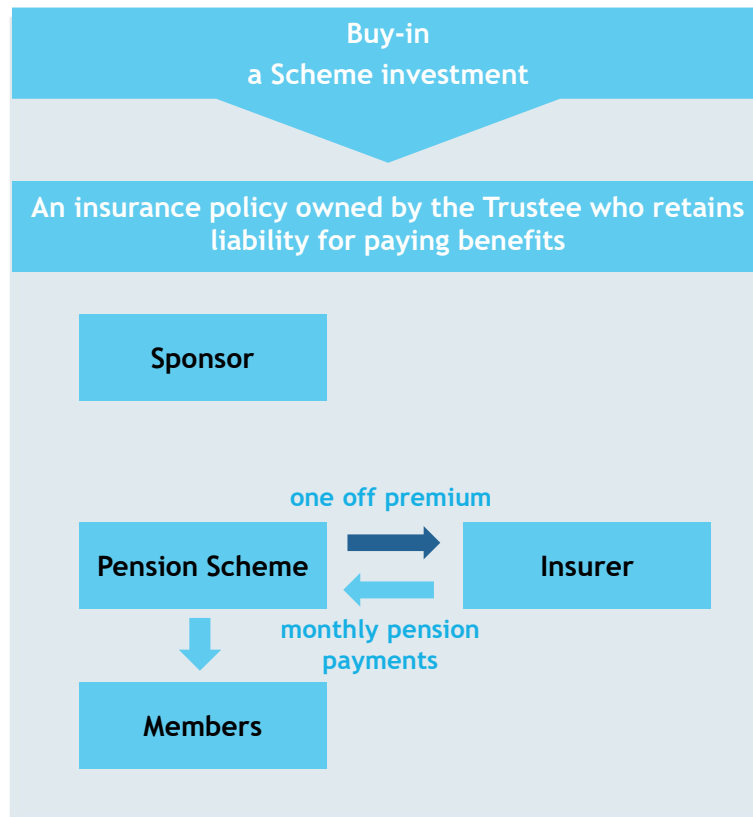 Buy-in
a Scheme investment
An insurance policy owned by the Trustee who retains
liability for paying benefits
Sponsor
one off premium
Pension Scheme
Insurer
monthly pension
payments
Members